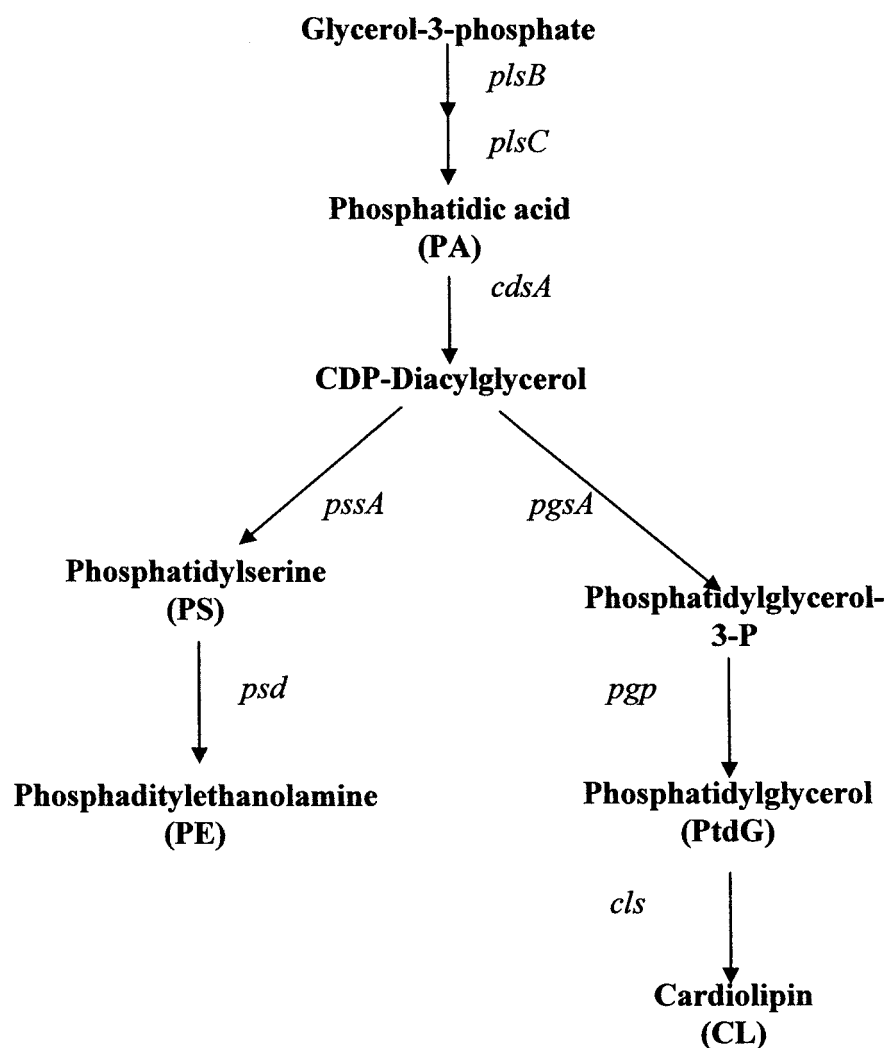 Glycerol-3-phosphate
plsB
plsC
Phosphatidic acid
(PA)
cdsA
CDP-Diacylglycerol
pssA
pgsA
Phosphatidylserine
(PS)
Phosphatidylglycerol-
3-P
psd
pgp
Phosphaditylethanolamine
(PE)
Phosphatidylglycerol
(PtdG)
cls
Cardiolipin
(CL)